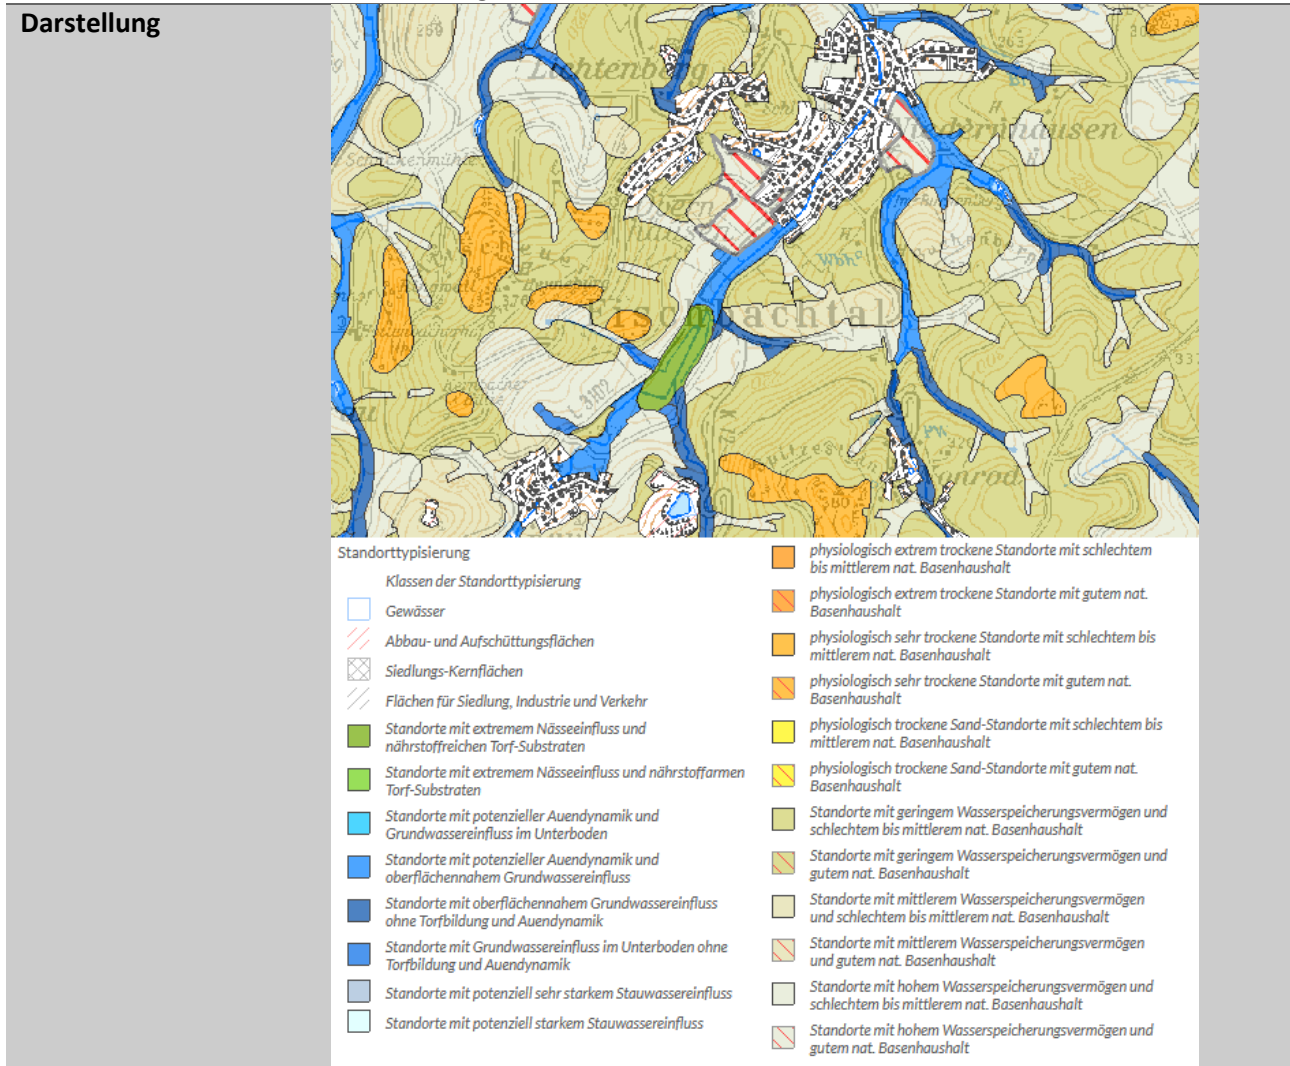 Darstellung
269
Lichtenberg
263
Niedernhausen
H
H
H
Wbh
Fischbachtal
L 3102
Standorttypisierung
Klassen der Standorttypisierung
Gewässer
Abbau- und Aufschüttungsflächen
Siedlungs-Kernflächen
Flächen für Siedlung, Industrie und Verkehr
Standorte mit extremem Nässeeinfluss und
nährstoffreichen Torf-Substraten
Standorte mit extremem Nässeeinfluss und nährstoffarmen
Torf-Substraten
Standorte mit potenzieller Auendynamik und
Grundwassereinfluss im Unterboden
Standorte mit potenzieller Auendynamik und
oberflächennahem Grundwassereinfluss
Standorte mit oberflächennahem Grundwassereinfluss
ohne Torfbildung und Auendynamik
Standorte mit Grundwassereinfluss im Unterboden ohne
Torfbildung und Auendynamik
Standorte mit potenziell sehr starkem Stauwassereinfluss
Standorte mit potenziell starkem Stauwassereinfluss
physiologisch extrem trockene Standorte mit schlechtem
bis mittlerem nat. Basenhaushalt
physiologisch extrem trockene Standorte mit gutem nat.
Basenhaushalt
physiologisch sehr trockene Standorte mit schlechtem bis
mittlerem nat. Basenhaushalt
physiologisch sehr trockene Standorte mit gutem nat.
Basenhaushalt
physiologisch trockene Sand-Standorte mit schlechtem bis
mittlerem nat. Basenhaushalt
physiologisch trockene Sand-Standorte mit gutem nat.
Basenhaushalt
Standorte mit geringem Wasserspeicherungsvermögen und
schlechtem bis mittlerem nat. Basenhaushalt
Standorte mit geringem Wasserspeicherungsvermögen und
gutem nat. Basenhaushalt
Standorte mit mittlerem Wasserspeicherungsvermögen
und schlechtem bis mittlerem nat. Basenhaushalt
Standorte mit mittlerem Wasserspeicherungsvermögen
und gutem nat. Basenhaushalt
Standorte mit hohem Wasserspeicherungsvermögen und
schlechtem bis mittlerem nat. Basenhaushalt
Standorte mit hohem Wasserspeicherungsvermögen und
gutem nat. Basenhaushalt